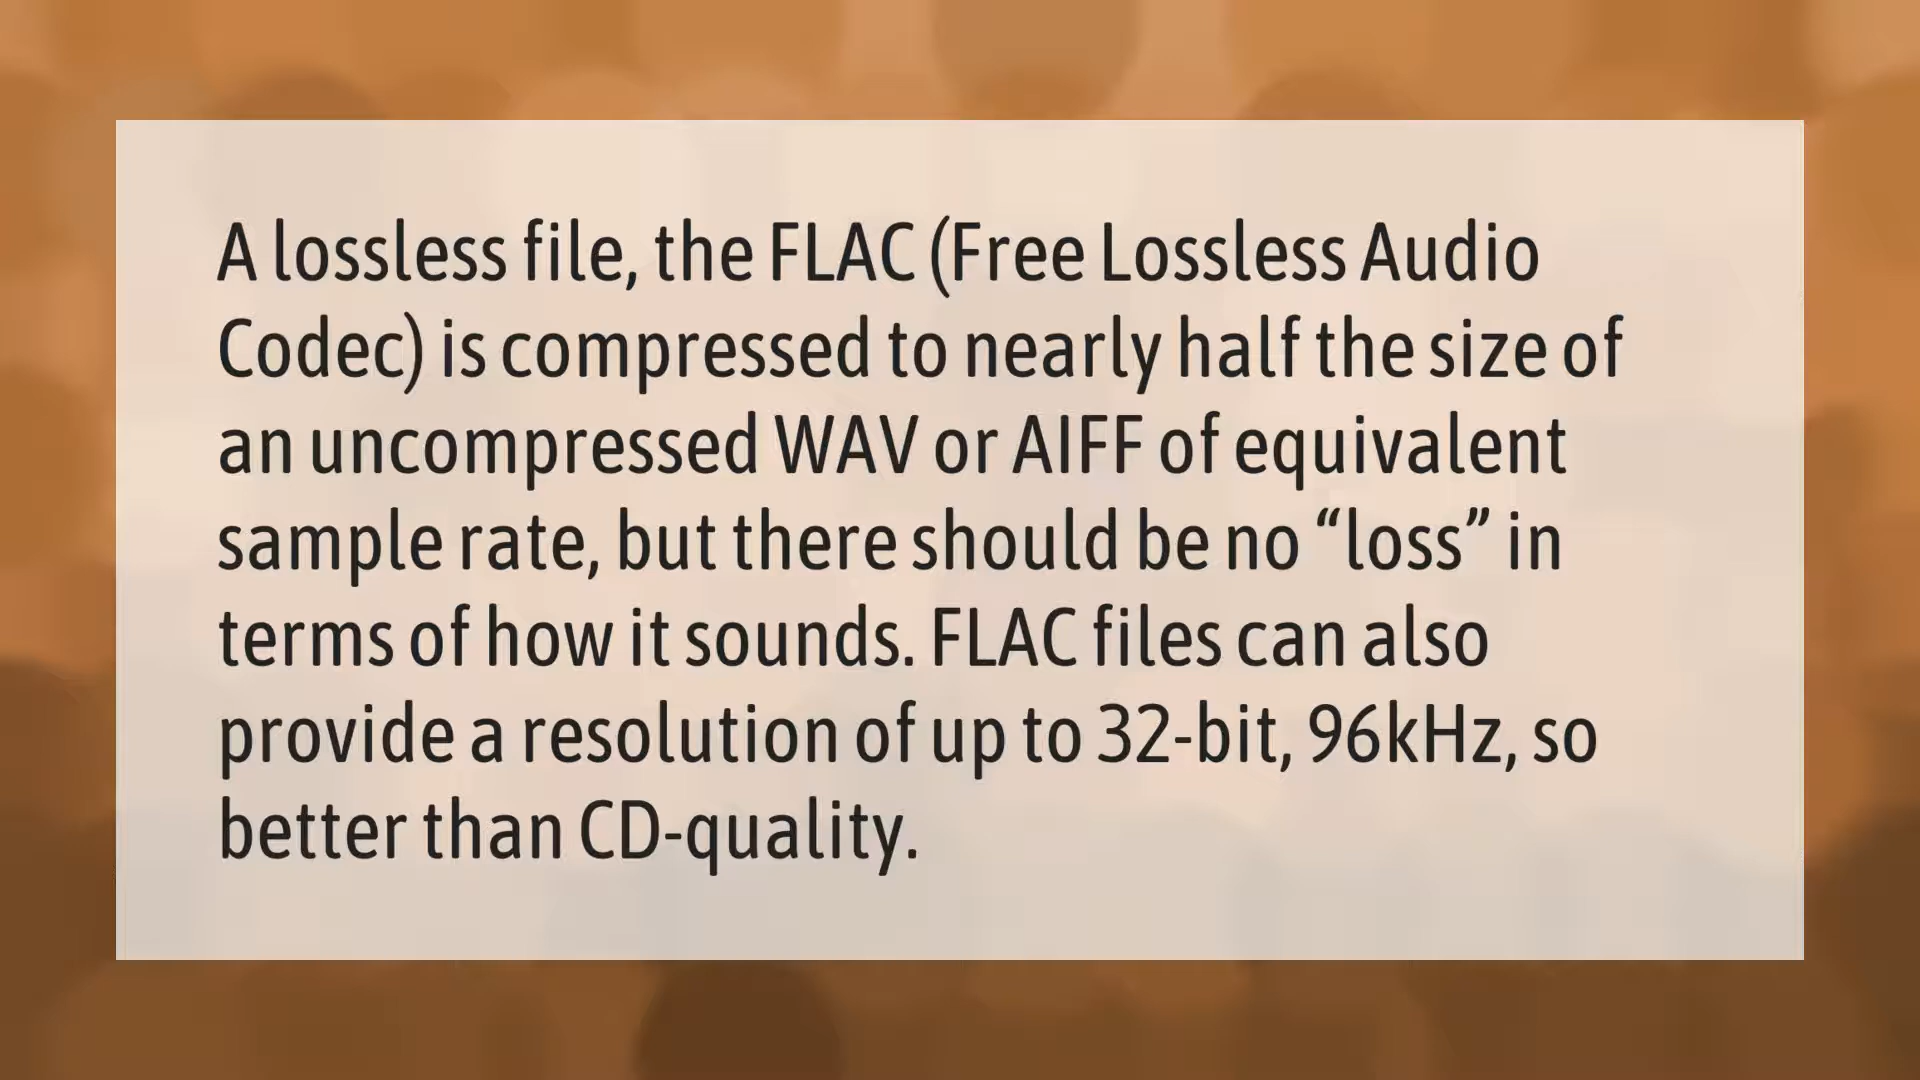 A lossless file, the FLAC (Free Lossless Audio
Codec) is compressed to nearly half the size of
an uncompressed WAV or AIFF of equivalent
sample rate, but there should be no “loss” in
terms of how it sounds. FLAC files can also
provide a resolution of up to 32-bit, 96kHz, so
better than CD-quality.